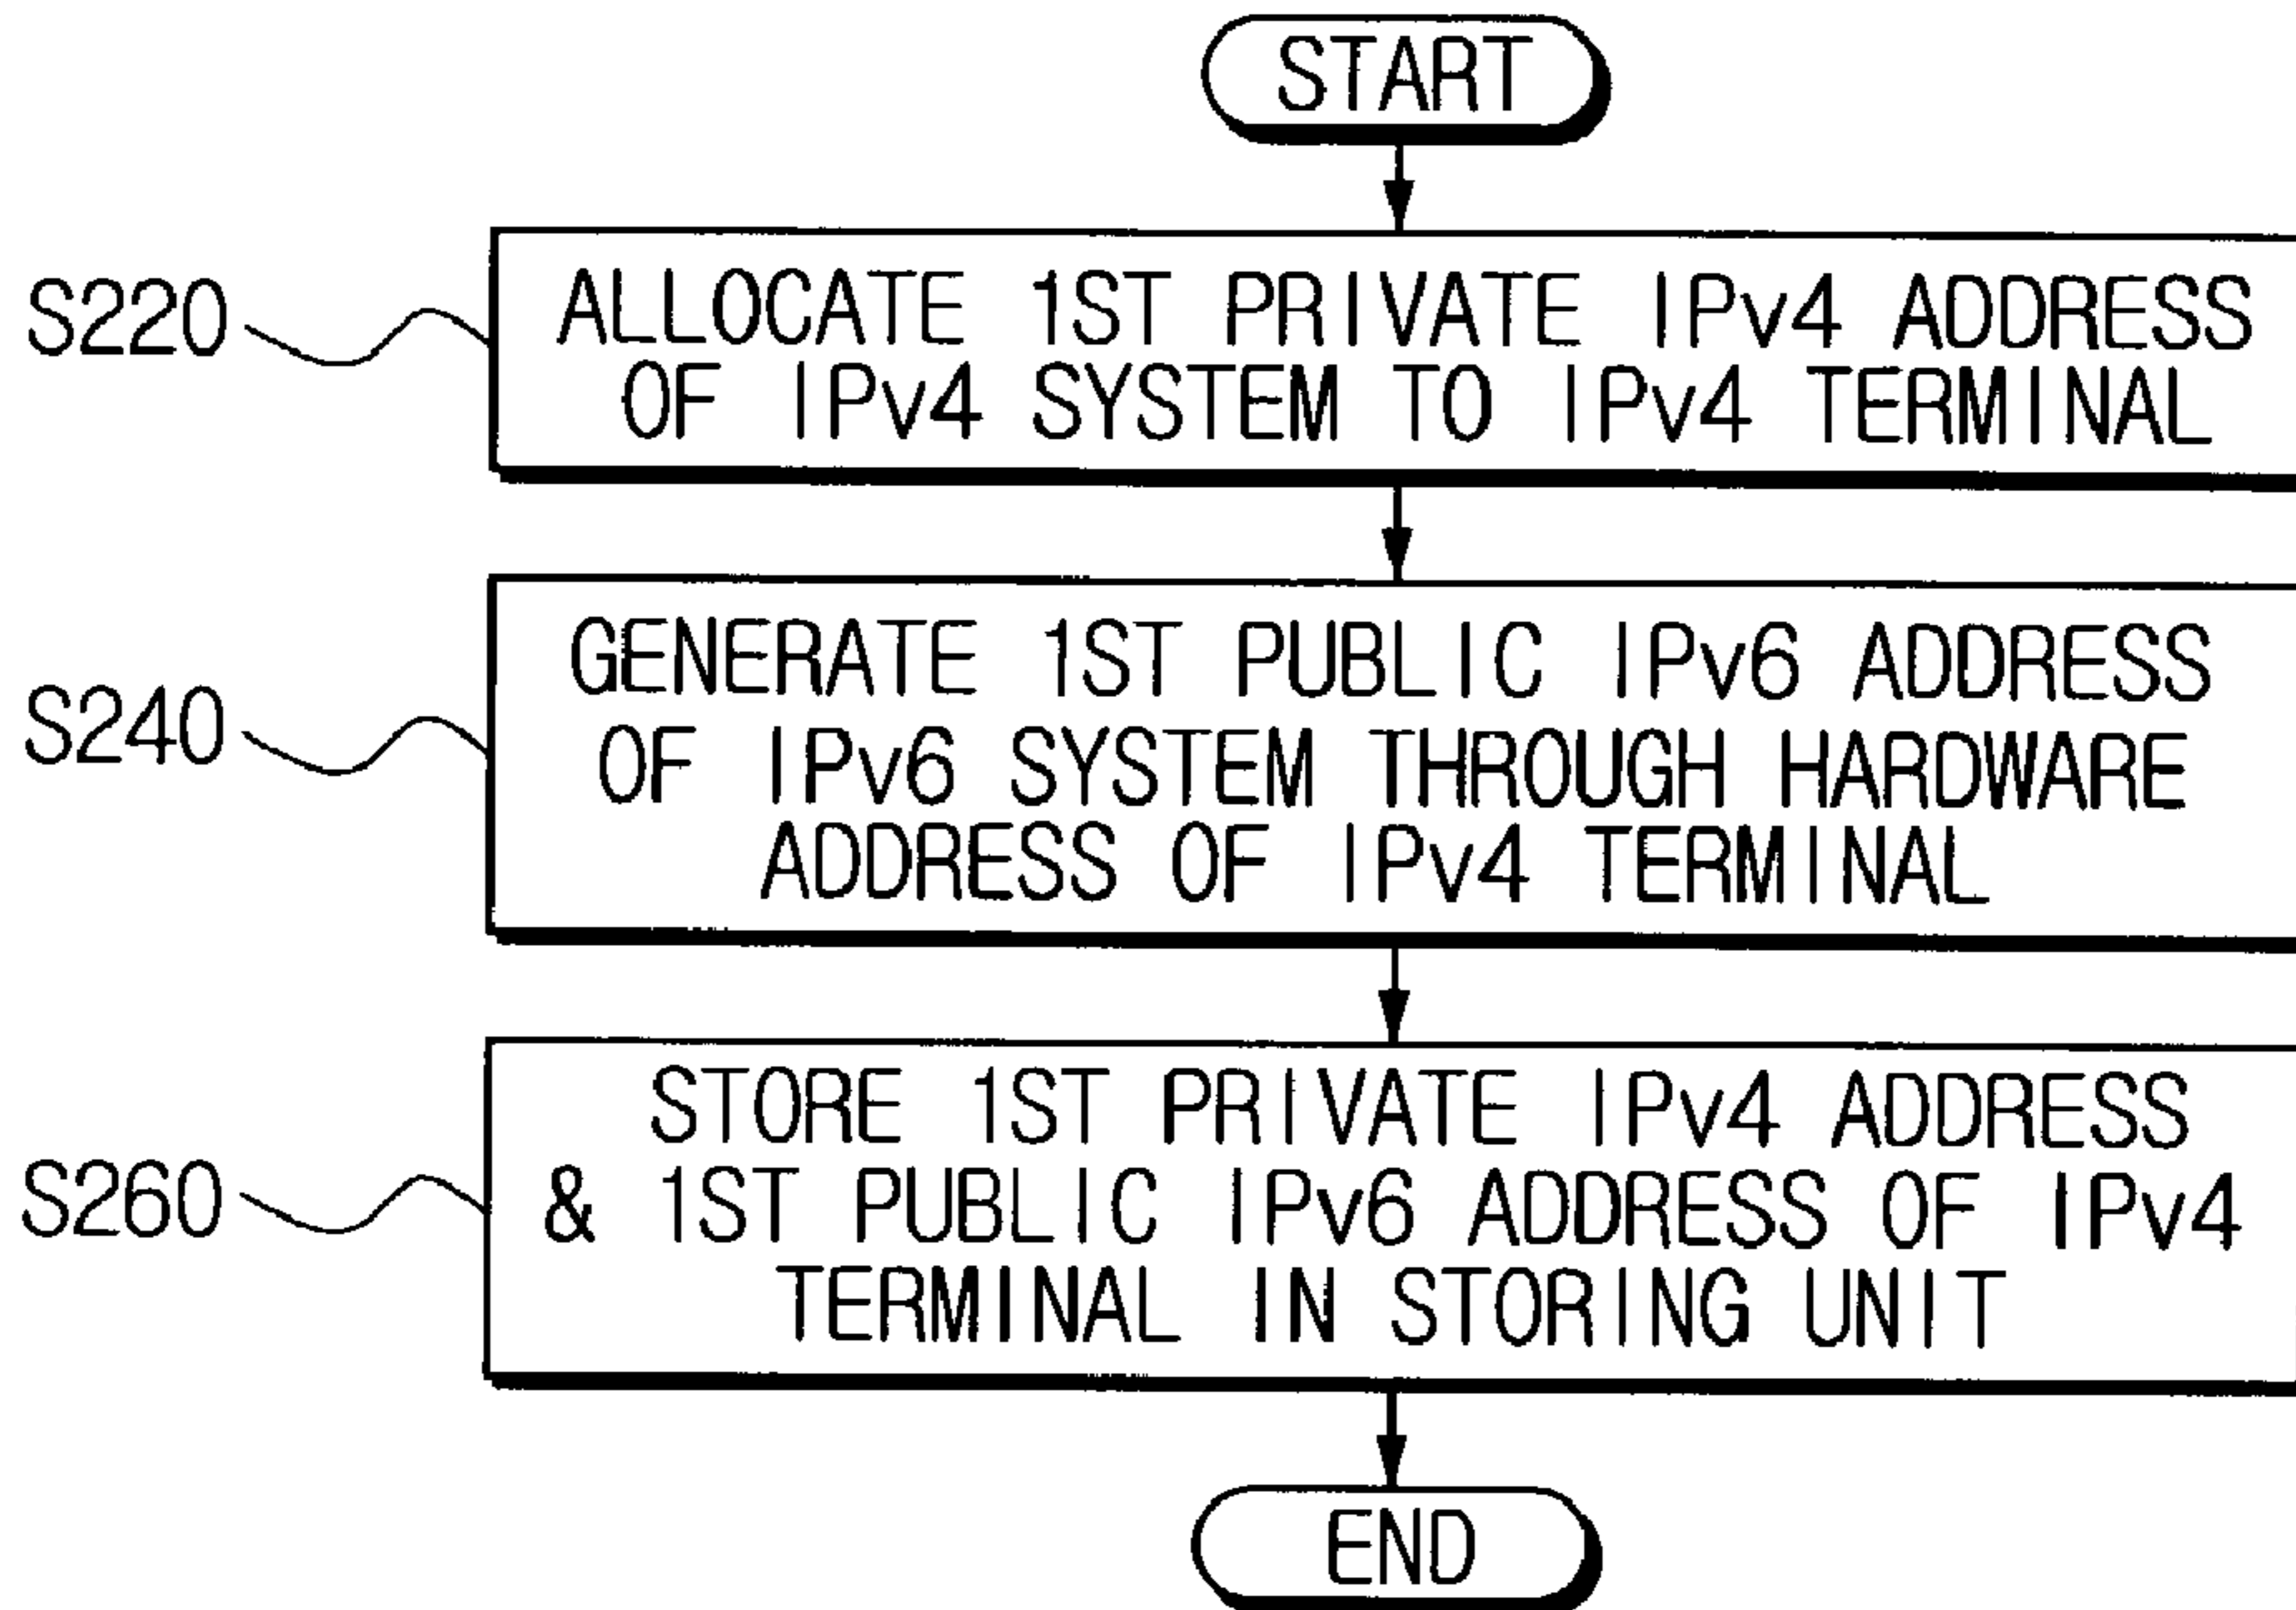 START
S220
ALLOCATE 1ST PRIVATE IPv4 ADDRESS
OF IPv4 SYSTEM TO IPv4 TERMINAL
S240
GENERATE 1ST PUBLIC IPv6 ADDRESS
OF IPv6 SYSTEM THROUGH HARDWARE
ADDRESS OF IPv4 TERMINAL
S260
STORE 1ST PRIVATE IPv4 ADDRESS
& 1ST PUBLIC IPv6 ADDRESS OF IPv4
TERMINAL IN STORING UNIT
END